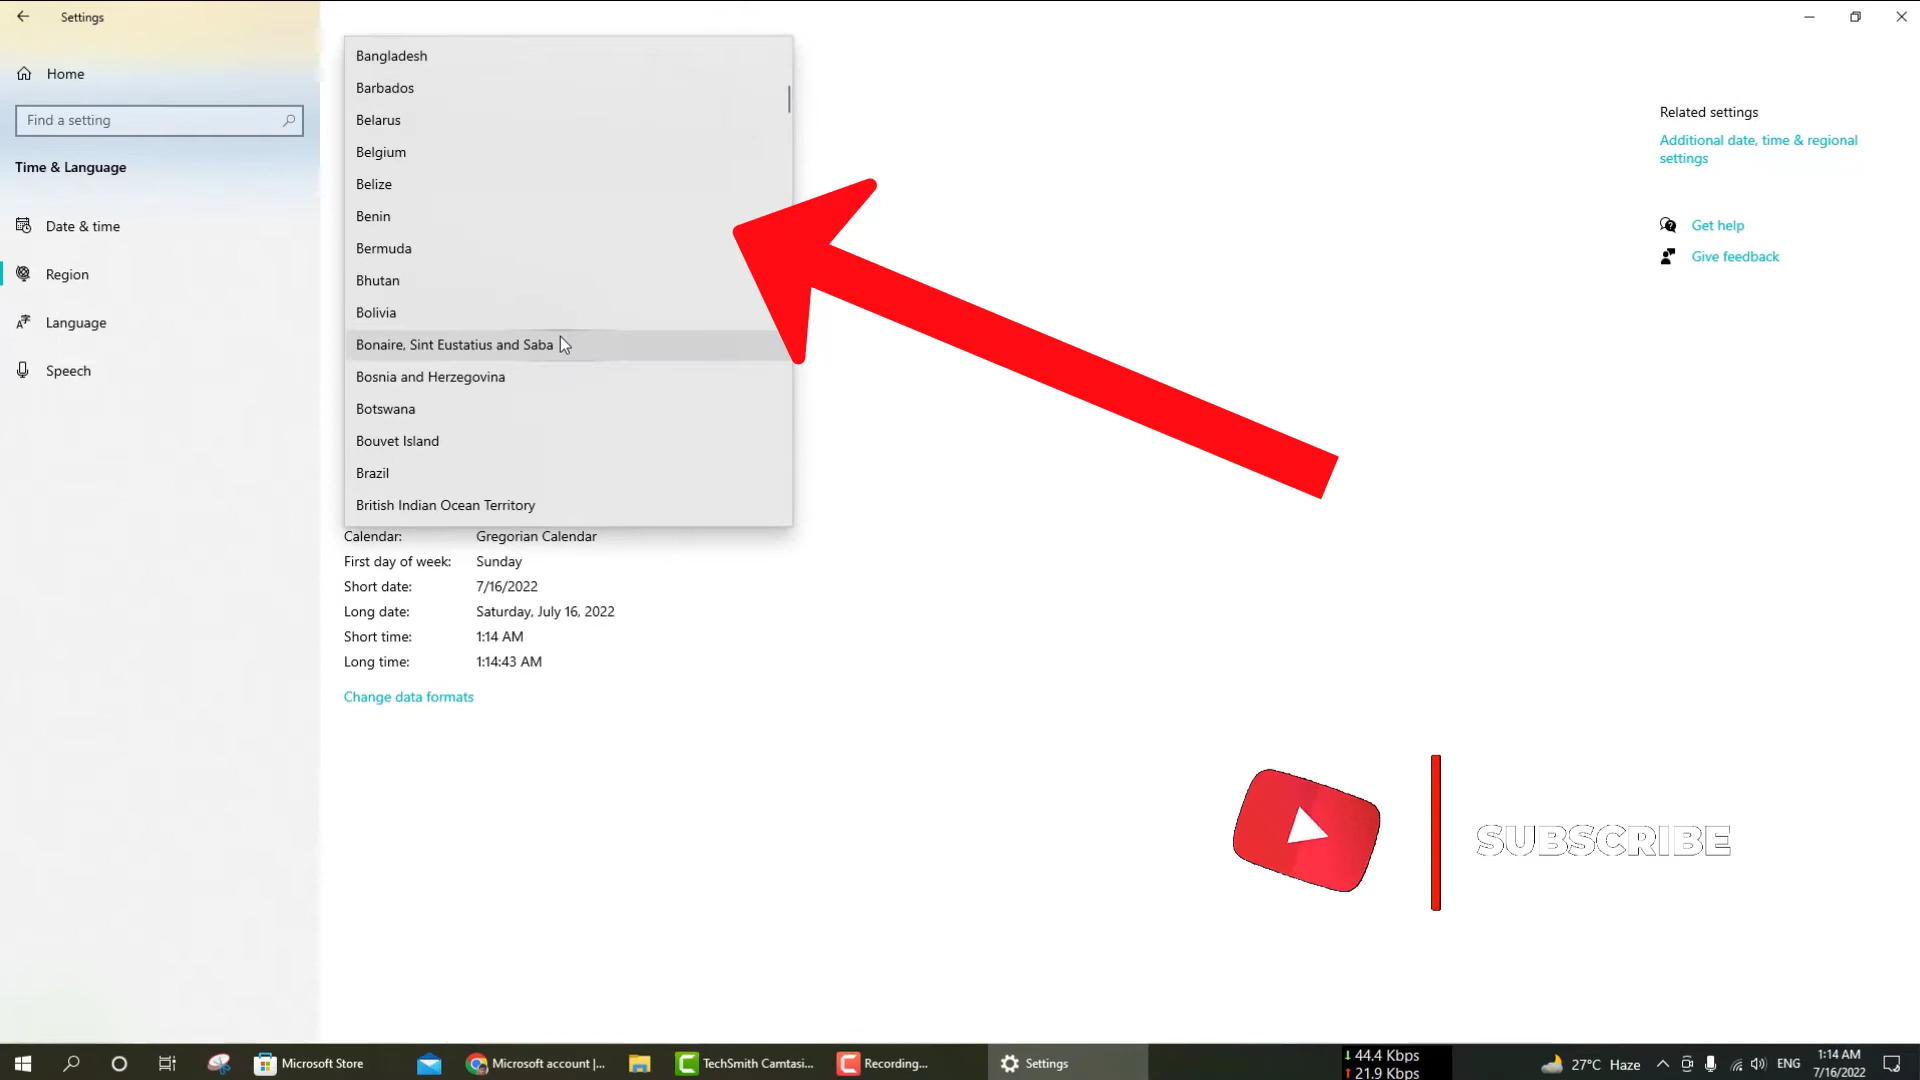 Settings
Home
Find a setting
Time & Language
Date & time
Region
Language
Speech
Bangladesh
Barbados
Belarus
Belgium
Belize
Benin
Bermuda
Bhutan
Bolivia
Bonaire, Sint Eustatius and Saba
Bosnia and Herzegovina
Botswana
Bouvet Island
Brazil
British Indian Ocean Territory
Calendar: Gregorian Calendar
First day of week: Sunday
Short date: 7/16/2022
Long date: Saturday, July 16, 2022
Short time: 1:14 AM
Long time: 1:14:43 AM
Change data formats
Related settings
Additional date, time & regional
settings
Get help
Give feedback
SUBSCRIBE
Microsoft Store
Microsoft account |...
TechSmith Camtasi...
Recording...
Settings
↓ 44.4 Kbps
↑ 21.9 Kbps
27°C Haze
ENG
1:14 AM
7/16/2022